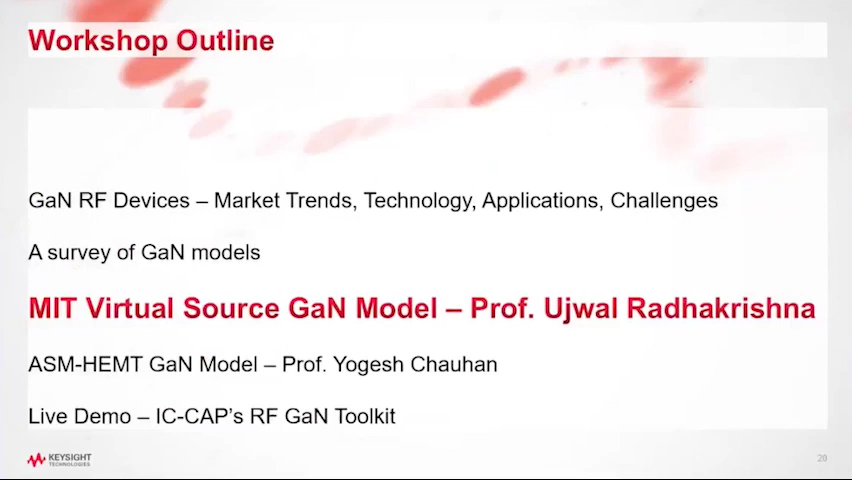 Workshop Outline
GaN RF Devices – Market Trends, Technology, Applications, Challenges
A survey of GaN models
MIT Virtual Source GaN Model – Prof. Ujwal Radhakrishna
ASM-HEMT GaN Model – Prof. Yogesh Chauhan
Live Demo – IC-CAP's RF GaN Toolkit
KEYSIGHT
TECHNOLOGIES
20